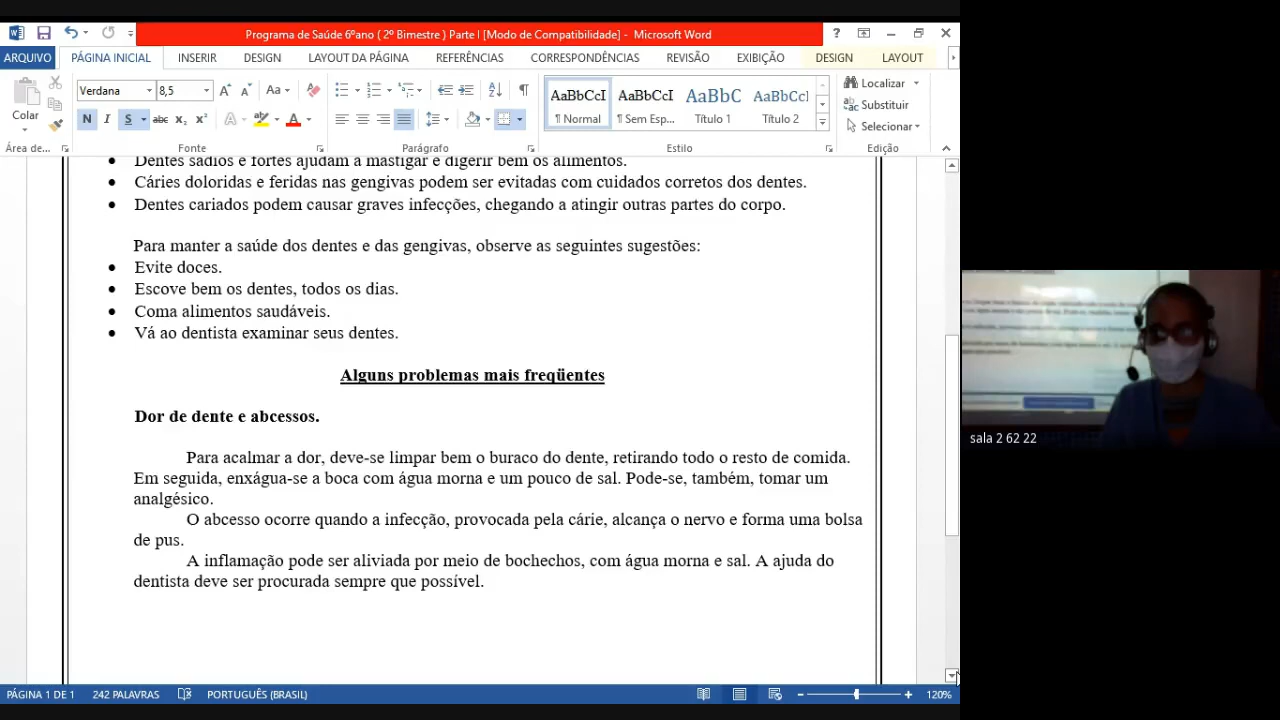 Programa de Saúde 6ºano ( 2º Bimestre ) Parte I [Modo de Compatibilidade] - Microsoft Word
ARQUIVO PÁGINA INICIAL INSERIR DESIGN LAYOUT DA PÁGINA REFERÊNCIAS CORRESPONDÊNCIAS REVISÃO EXIBIÇÃO DESIGN LAYOUT
Verdana 8,5 Aa
AaBbCcI AaBbCcI AaBbC AaBbCcI
Localizar
Substituir
Selecionar
Colar
N I S abc x₂ x² A A
¶ Normal ¶ Sem Esp... Título 1 Título 2
Área de... Fonte Parágrafo Estilo Edição
Dentes sadios e fortes ajudam a mastigar e digerir bem os alimentos.
• Cáries doloridas e feridas nas gengivas podem ser evitadas com cuidados corretos dos dentes.
• Dentes cariados podem causar graves infecções, chegando a atingir outras partes do corpo.
Para manter a saúde dos dentes e das gengivas, observe as seguintes sugestões:
• Evite doces.
• Escove bem os dentes, todos os dias.
• Coma alimentos saudáveis.
• Vá ao dentista examinar seus dentes.
Alguns problemas mais freqüentes
Dor de dente e abcessos.
Para acalmar a dor, deve-se limpar bem o buraco do dente, retirando todo o resto de comida.
Em seguida, enxágua-se a boca com água morna e um pouco de sal. Pode-se, também, tomar um
analgésico.
O abcesso ocorre quando a infecção, provocada pela cárie, alcança o nervo e forma uma bolsa
de pus.
A inflamação pode ser aliviada por meio de bochechos, com água morna e sal. A ajuda do
dentista deve ser procurada sempre que possível.
PÁGINA 1 DE 1 242 PALAVRAS PORTUGUÊS (BRASIL) 120%
sala 2 62 22